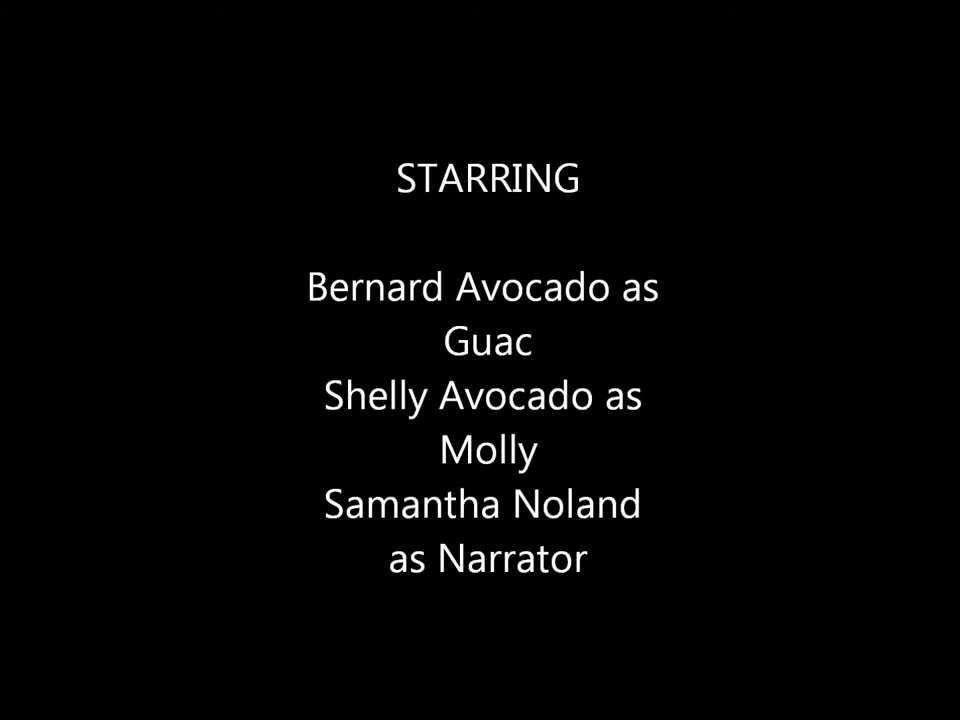 STARRING
Bernard Avocado as
Guac
Shelly Avocado as
Molly
Samantha Noland
as Narrator